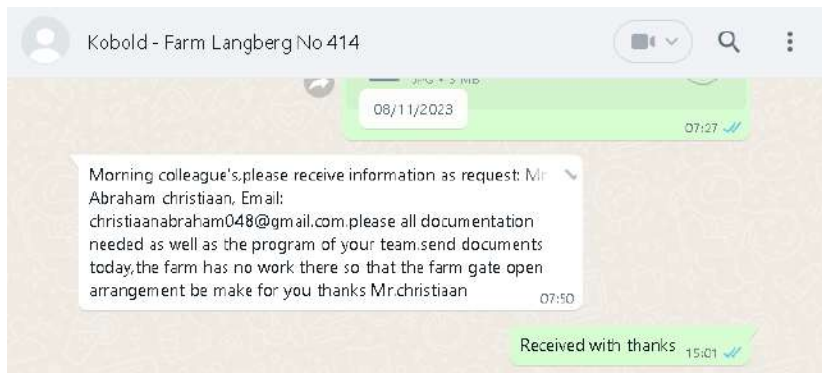 Kobold - Farm Langberg No 414
JPG • 3 MB
08/11/2023
07:27
Morning colleague's,please receive information as request: Mr
Abraham christiaan, Email:
christiaanabraham048@gmail.com.please all documentation
needed as well as the program of your team.send documents
today,the farm has no work there so that the farm gate open
arrangement be make for you thanks Mr.christiaan
07:50
Received with thanks 15:01